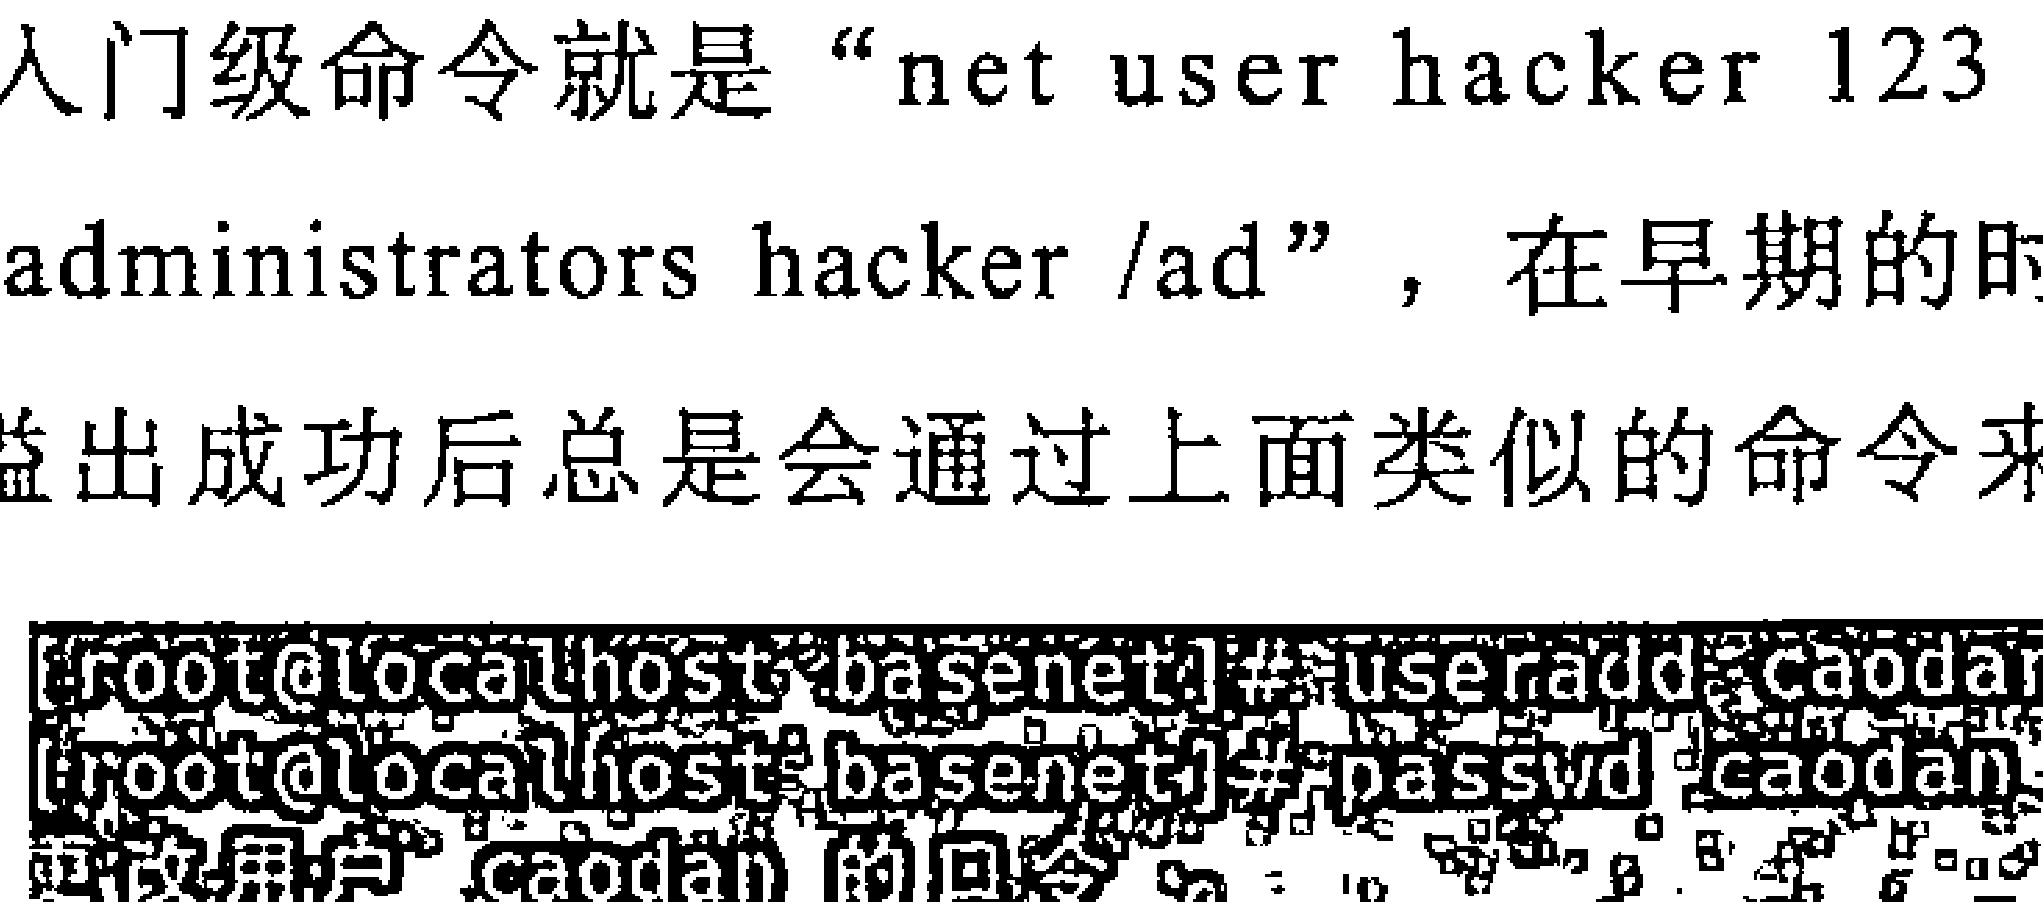 入门级命令就是“net user hacker 123
administrators hacker /ad”，在早期的时
溢出成功后总是会通过上面类似的命令来
[root@localhost basenet]# useradd caodan
[root@localhost basenet]# passwd caodan
更改用户 caodan 的口令